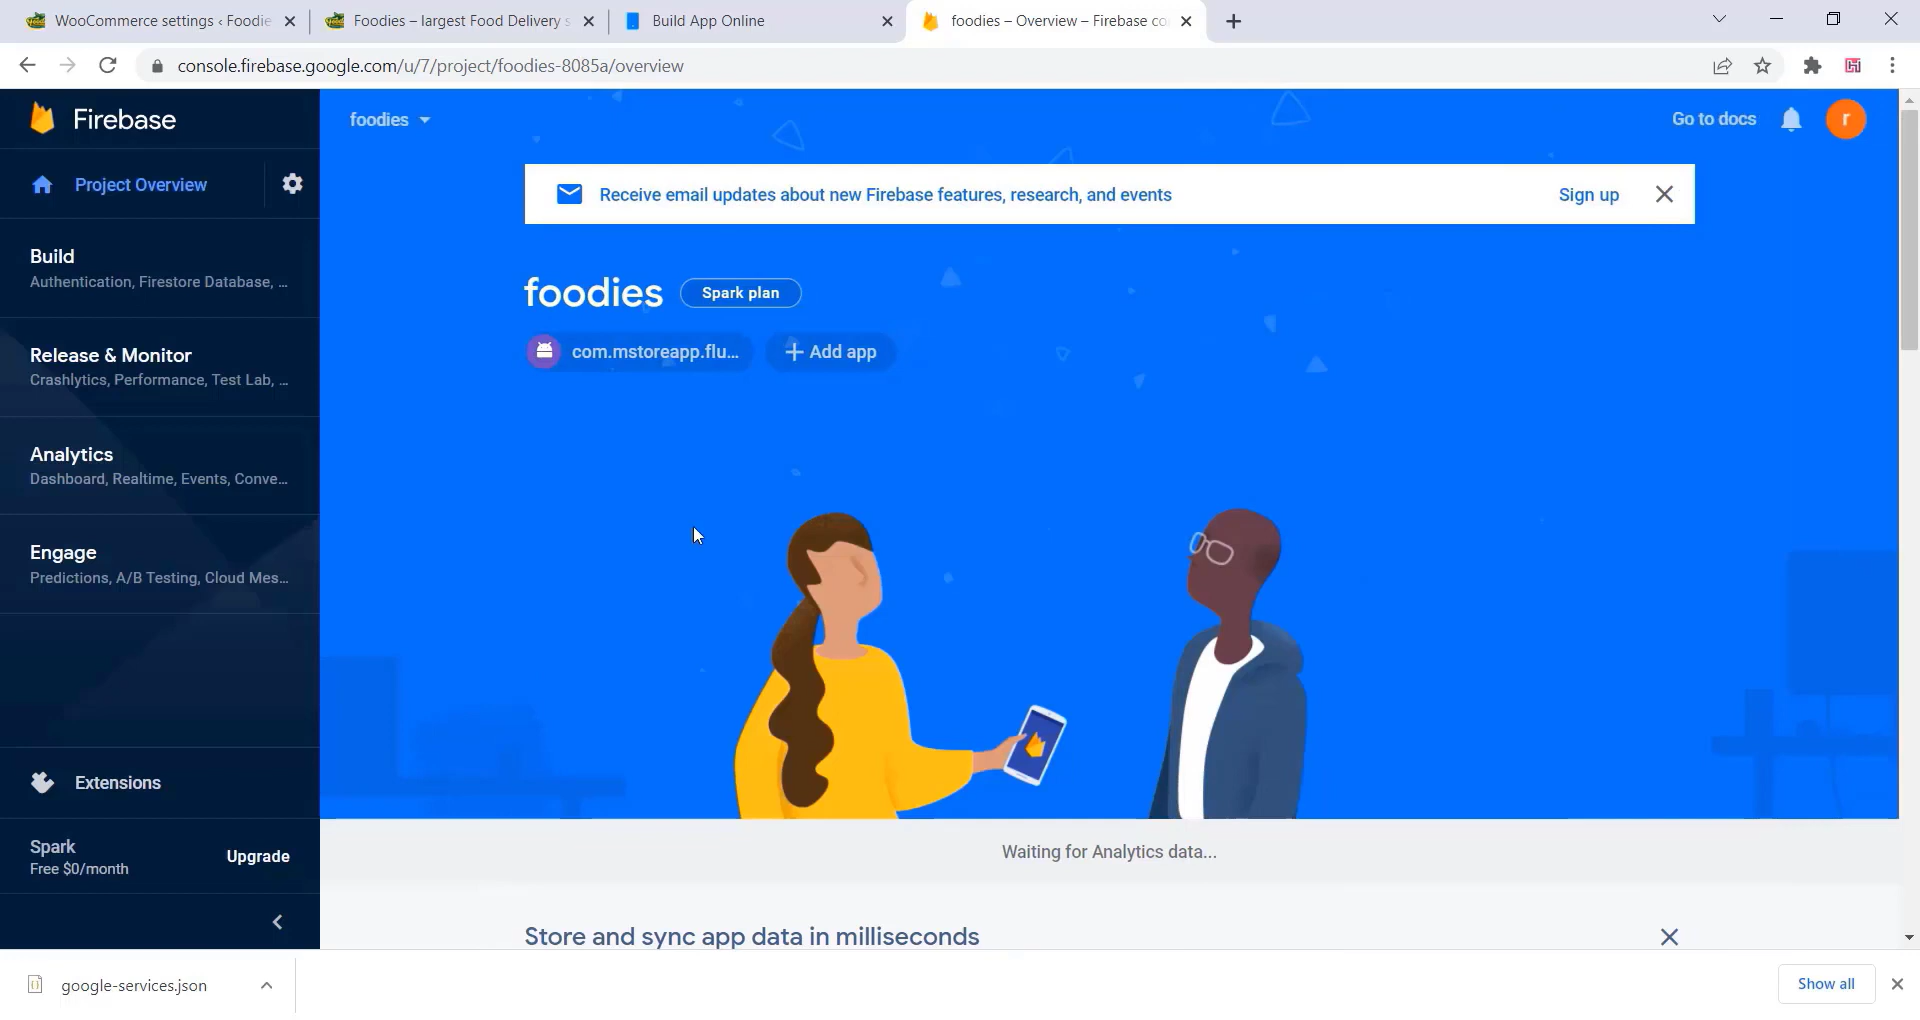 WooCommerce settings ‹ Foodie
Foodies – largest Food Delivery s
Build App Online
foodies – Overview – Firebase co
console.firebase.google.com/u/7/project/foodies-8085a/overview
Firebase
foodies
Go to docs
r
Project Overview
Receive email updates about new Firebase features, research, and events
Sign up
Build
Authentication, Firestore Database, ...
foodies
Spark plan
com.mstoreapp.flu...
Add app
Release & Monitor
Crashlytics, Performance, Test Lab, ...
Analytics
Dashboard, Realtime, Events, Conve...
Engage
Predictions, A/B Testing, Cloud Mes...
Extensions
Spark
Free $0/month
Upgrade
Waiting for Analytics data...
Store and sync app data in milliseconds
google-services.json
Show all